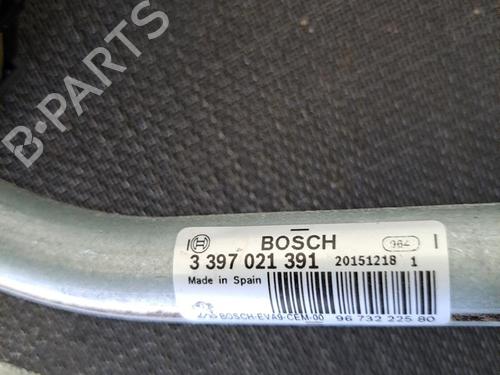 B-PARTS
BOSCH 964
3 397 021 391 20151218 1
Made in Spain
BOSCH-EVA9-CEM-00 96 732 225 80